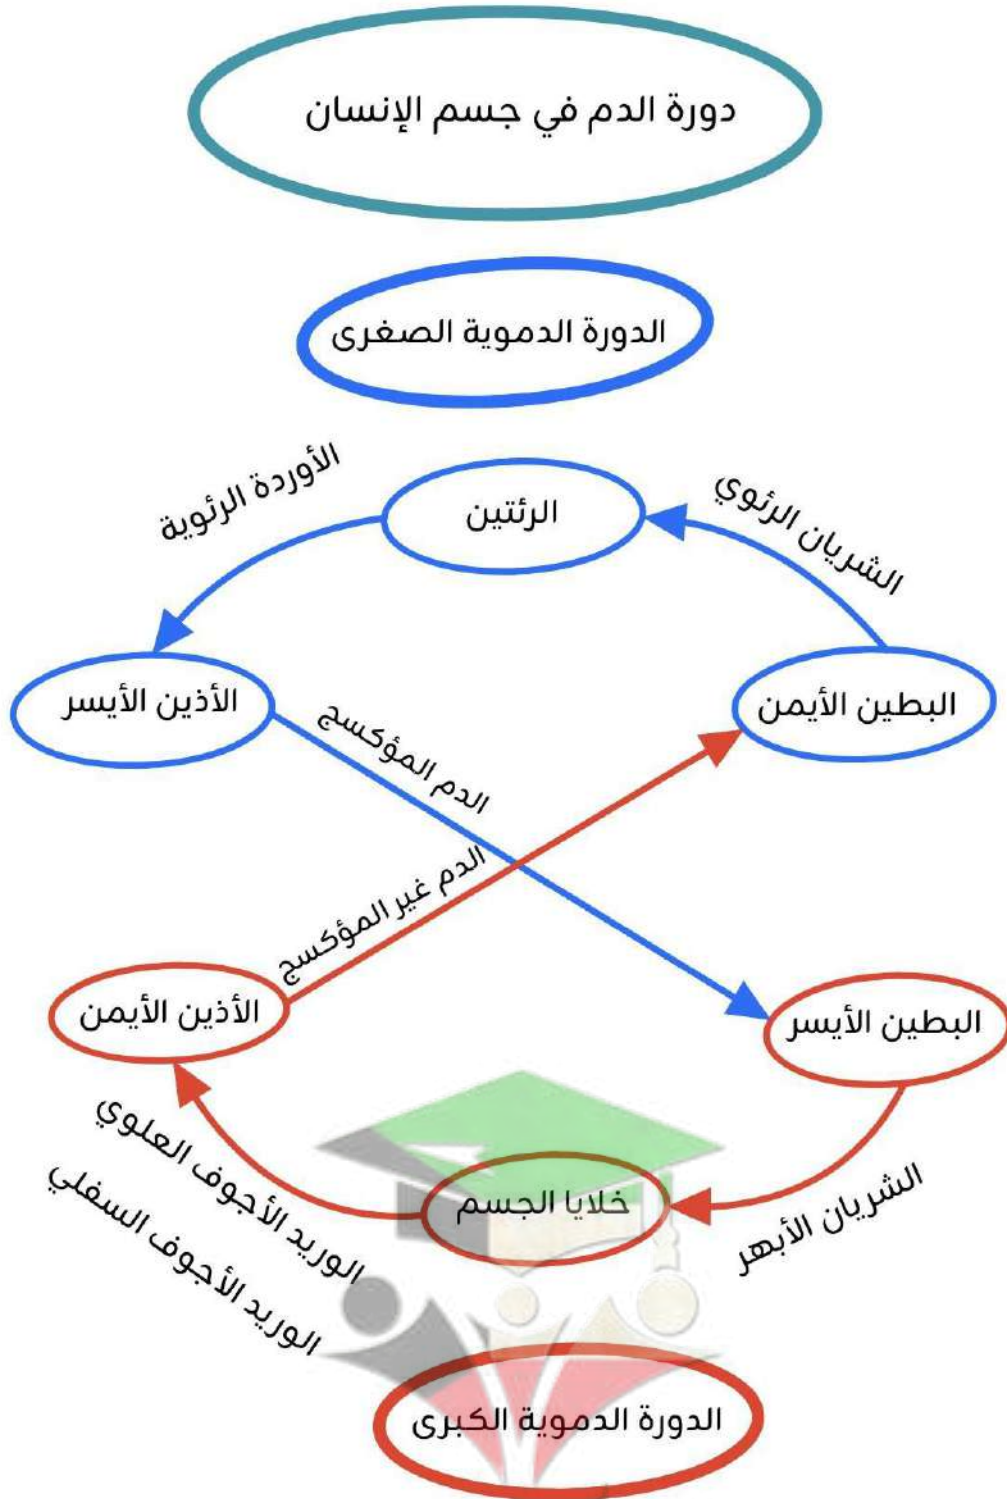 دورة الدم في جسم الإنسان
الدورة الدموية الصغرى
الشريان الرئوي
الرئتين
الأوردة الرئوية
البطين الأيمن
الأذين الأيسر
الدم المؤكسج
الدم غير المؤكسج
البطين الأيسر
الأذين الأيمن
الشريان الأبهر
خلايا الجسم
الوريد الأجوف العلوي
الوريد الأجوف السفلي
الدورة الدموية الكبرى